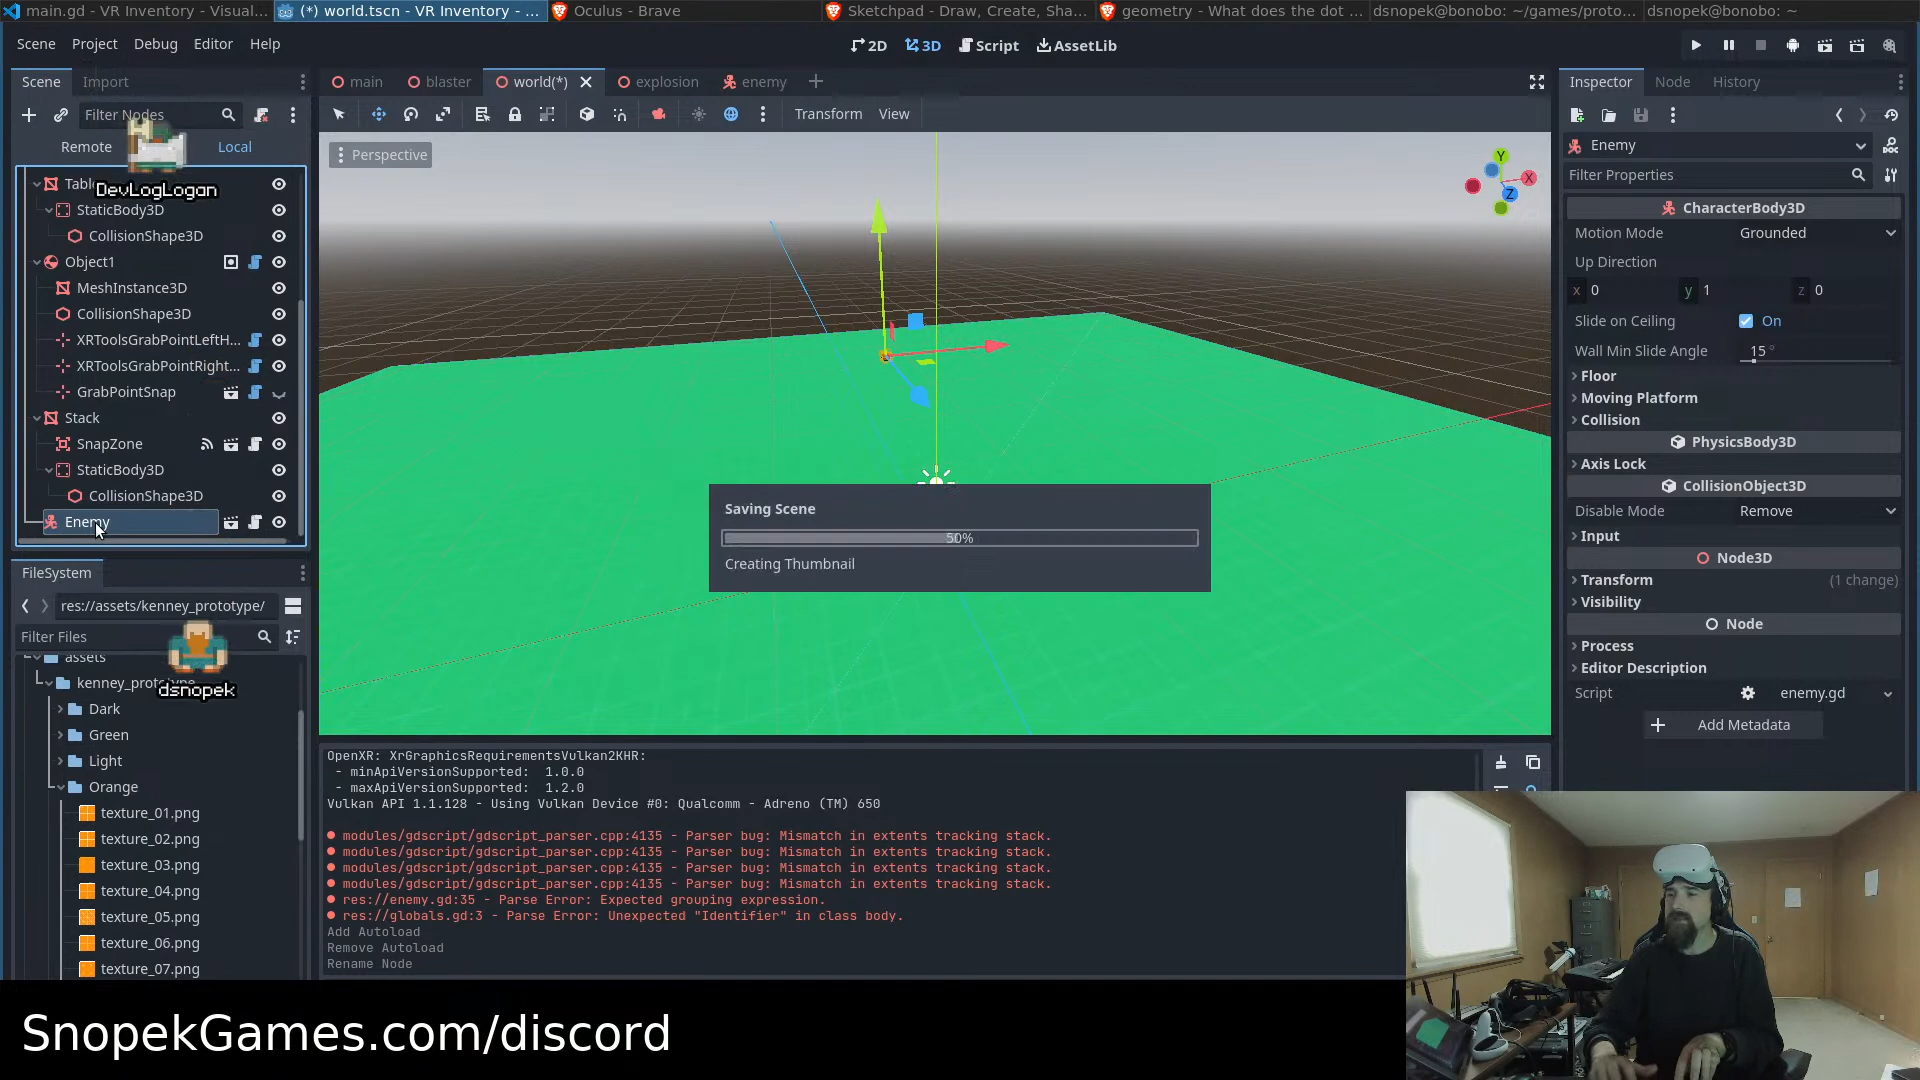 main.gd - VR Inventory - Visual...
(*) world.tscn - VR Inventory - ...
Oculus - Brave
Sketchpad - Draw, Create, Sha...
geometry - What does the dot ...
dsnopek@bonobo: ~/games/proto...
dsnopek@bonobo: ~
Scene Project Debug Editor Help
2D 3D Script AssetLib
Scene Import
main blaster world(*) explosion enemy
Inspector Node History
Filter Nodes
Transform View
Remote Local
DevLogLogan
Perspective
Y
X
Z
StaticBody3D
CollisionShape3D
Object1
MeshInstance3D
CollisionShape3D
XRToolsGrabPointLeftH...
XRToolsGrabPointRight...
GrabPointSnap
Stack
SnapZone
StaticBody3D
CollisionShape3D
Enemy
Saving Scene
50%
Creating Thumbnail
Enemy
Filter Properties
CharacterBody3D
Motion Mode Grounded
Up Direction
x 0 y 1 z 0
Slide on Ceiling On
Wall Min Slide Angle 15 °
Floor
Moving Platform
Collision
PhysicsBody3D
Axis Lock
CollisionObject3D
Disable Mode Remove
Input
Node3D
Transform (1 change)
Visibility
Node
Process
Editor Description
Script enemy.gd
Add Metadata
FileSystem
res://assets/kenney_prototype/
Filter Files
assets
dsnopek
Dark
Green
Light
Orange
texture_01.png
texture_02.png
texture_03.png
texture_04.png
texture_05.png
texture_06.png
texture_07.png
OpenXR: XrGraphicsRequirementsVulkan2KHR:
- minApiVersionSupported: 1.0.0
- maxApiVersionSupported: 1.2.0
Vulkan API 1.1.128 - Using Vulkan Device #0: Qualcomm - Adreno (TM) 650
modules/gdscript/gdscript_parser.cpp:4135 - Parser bug: Mismatch in extents tracking stack.
modules/gdscript/gdscript_parser.cpp:4135 - Parser bug: Mismatch in extents tracking stack.
modules/gdscript/gdscript_parser.cpp:4135 - Parser bug: Mismatch in extents tracking stack.
modules/gdscript/gdscript_parser.cpp:4135 - Parser bug: Mismatch in extents tracking stack.
res://enemy.gd:35 - Parse Error: Expected grouping expression.
res://globals.gd:3 - Parse Error: Unexpected "Identifier" in class body.
Add Autoload
Remove Autoload
Rename Node
SnopekGames.com/discord